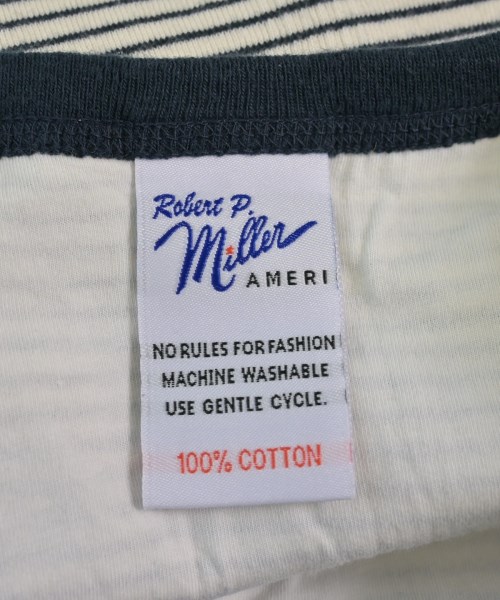 Robert P.
Miller
AMERI
NO RULES FOR FASHION
MACHINE WASHABLE
USE GENTLE CYCLE.
100% COTTON